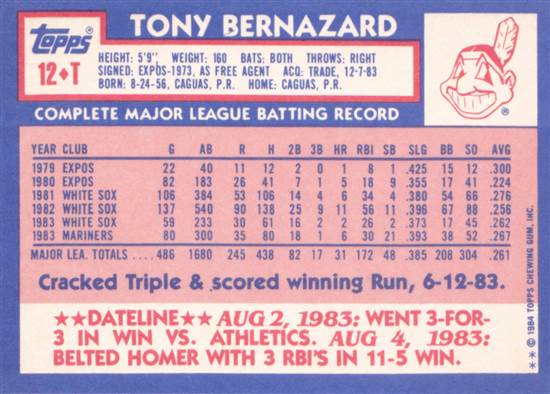 TONY BERNAZARD
topps
12♦T
HEIGHT: 5'9" WEIGHT: 160 BATS: BOTH THROWS: RIGHT
SIGNED: EXPOS-1973, AS FREE AGENT ACQ: TRADE, 12-7-83
BORN: 8-24-56, CAGUAS, P.R. HOME: CAGUAS, P.R.
®
COMPLETE MAJOR LEAGUE BATTING RECORD
YEAR CLUB G AB R H 2B 3B HR RBI SB SLG BB SO AVG
1979 EXPOS 22 40 11 12 2 0 1 8 1 .425 15 12 .300
1980 EXPOS 82 183 26 41 7 1 5 18 9 .355 17 41 .224
1981 WHITE SOX 106 384 53 106 14 4 6 34 4 .380 54 66 .276
1982 WHITE SOX 137 540 90 138 25 9 11 56 11 .396 67 88 .256
1983 WHITE SOX 59 233 30 61 16 2 2 26 2 .373 17 45 .262
1983 MARINERS 80 300 35 80 18 1 6 30 21 .385 38 52 .267
MAJOR LEA. TOTALS 486 1680 245 438 82 17 31 172 48 .385 208 304 .261
Cracked Triple & scored winning Run, 6-12-83.
★★DATELINE★★ AUG 2, 1983: WENT 3-FOR-
3 IN WIN VS. ATHLETICS. AUG 4, 1983:
BELTED HOMER WITH 3 RBI'S IN 11-5 WIN.
** © 1984 TOPPS CHEWING GUM, INC.